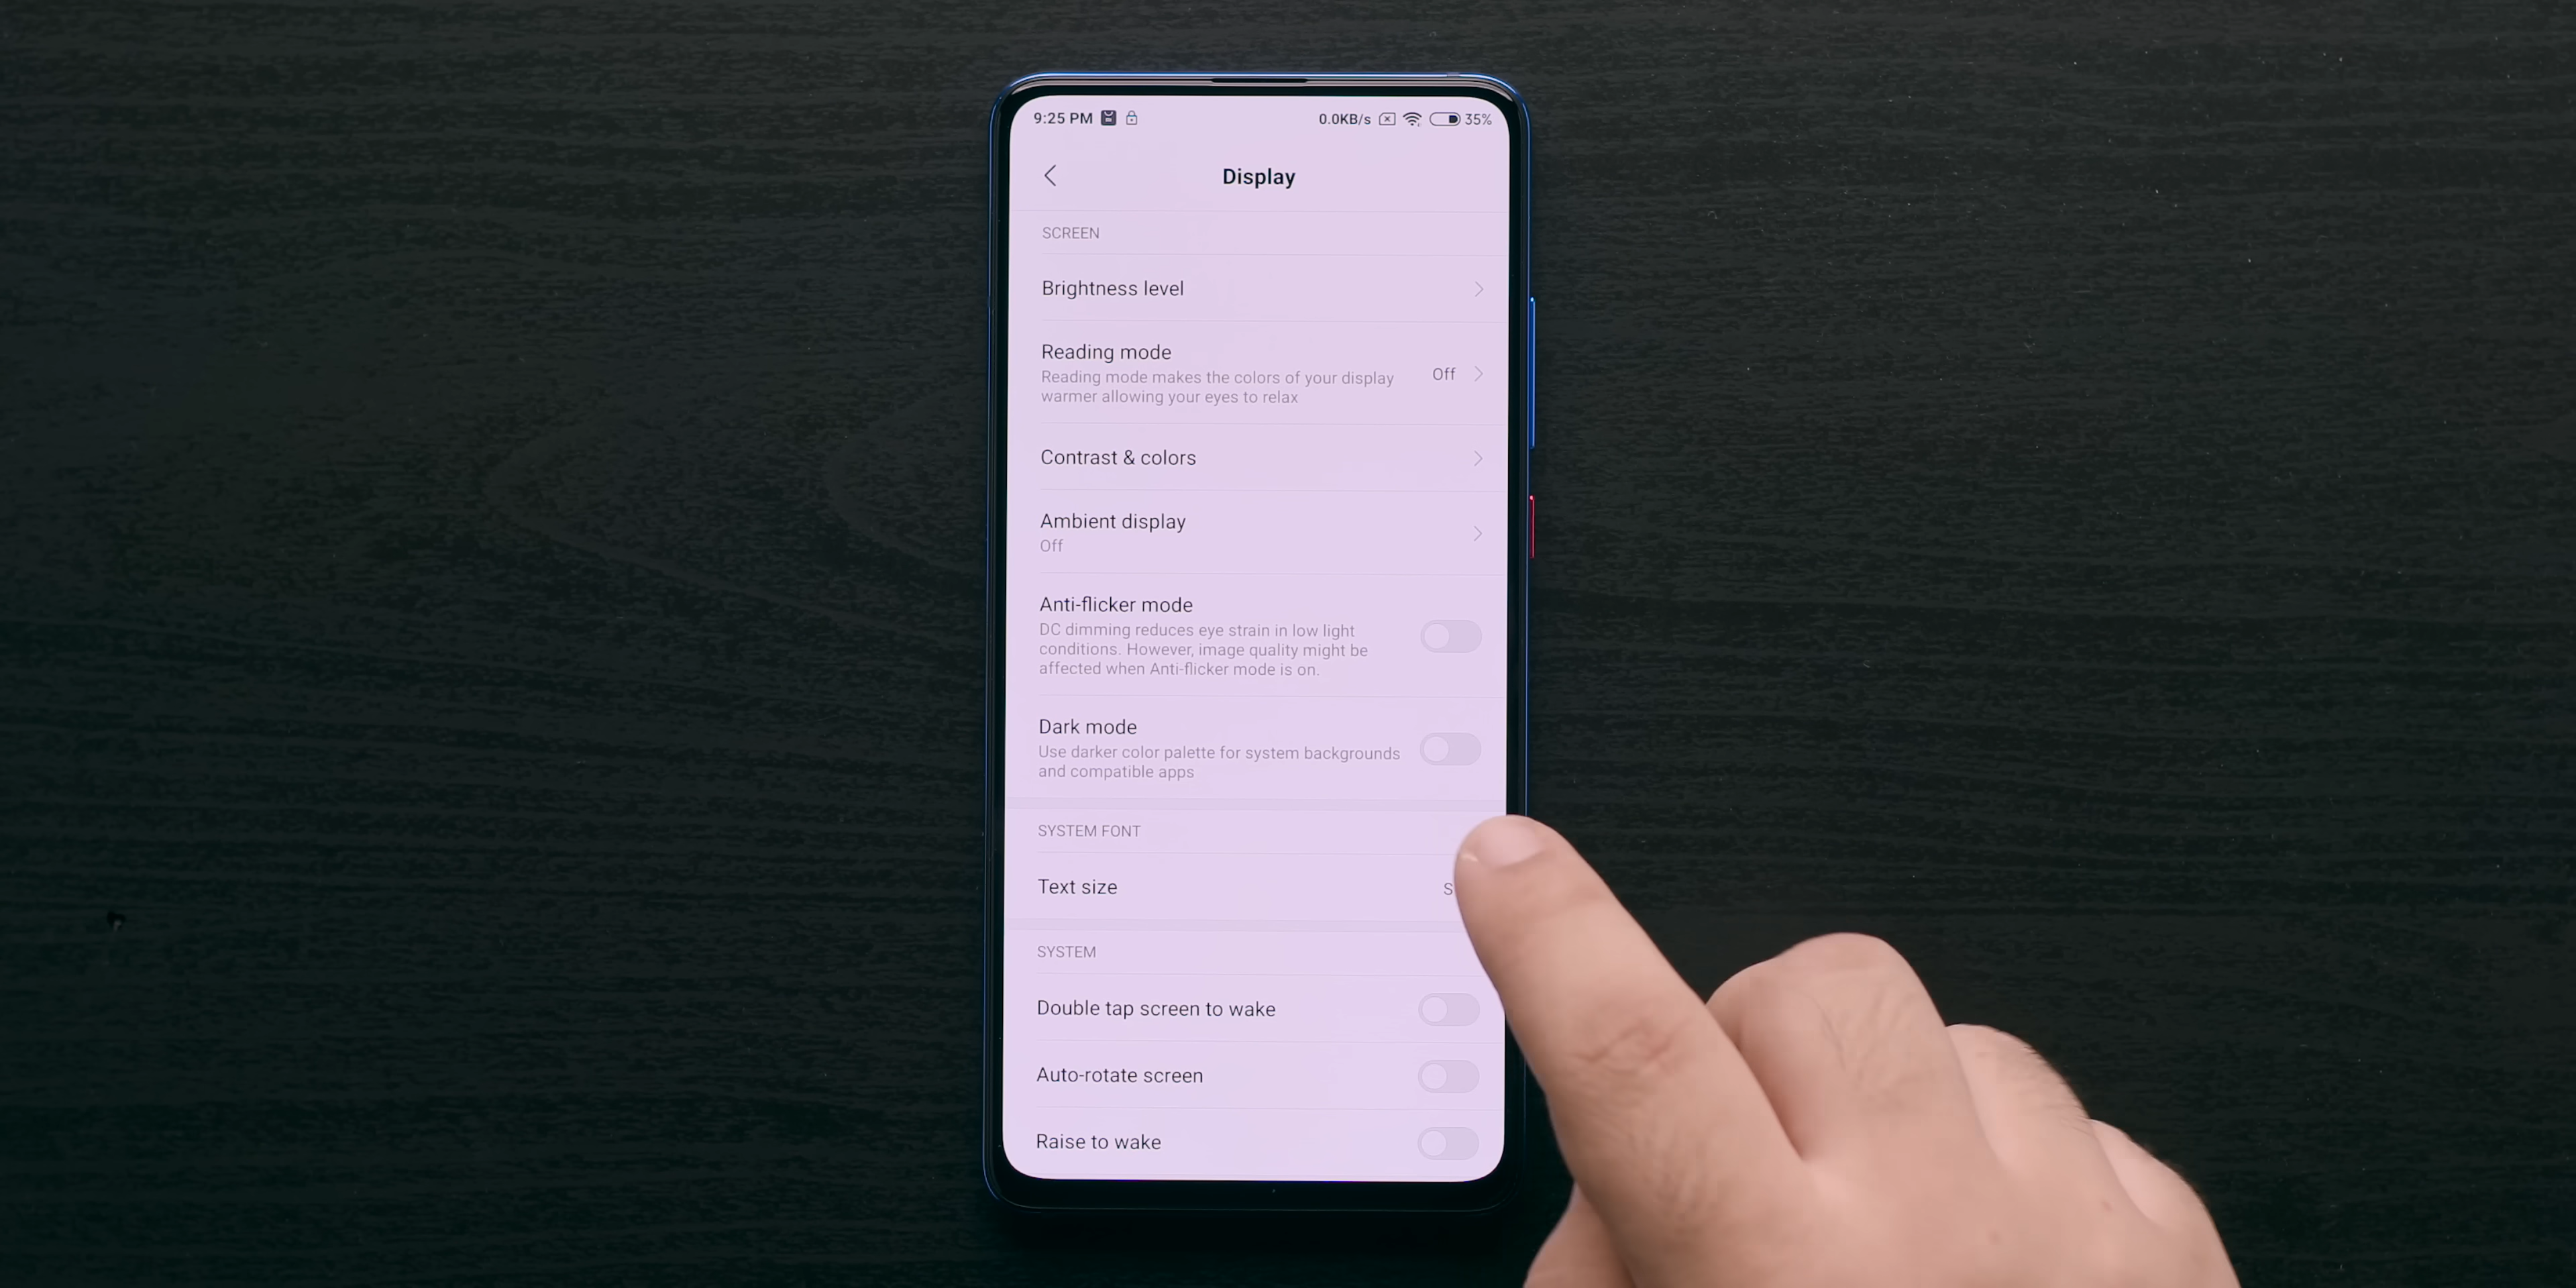 9:25 PM 0.0KB/s 35%
Display
SCREEN
Brightness level
Reading mode
Reading mode makes the colors of your display
warmer allowing your eyes to relax
Off
Contrast & colors
Ambient display
Off
Anti-flicker mode
DC dimming reduces eye strain in low light
conditions. However, image quality might be
affected when Anti-flicker mode is on.
Dark mode
Use darker color palette for system backgrounds
and compatible apps
SYSTEM FONT
Text size
SYSTEM
Double tap screen to wake
Auto-rotate screen
Raise to wake